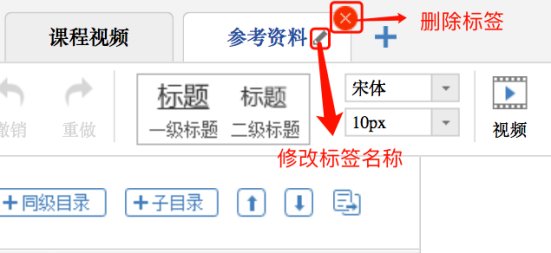 课程视频 参考资料 删除标签
标题 标题 宋体
撤销 重做 一级标题 二级标题 10px 视频
修改标签名称
同级目录 子目录